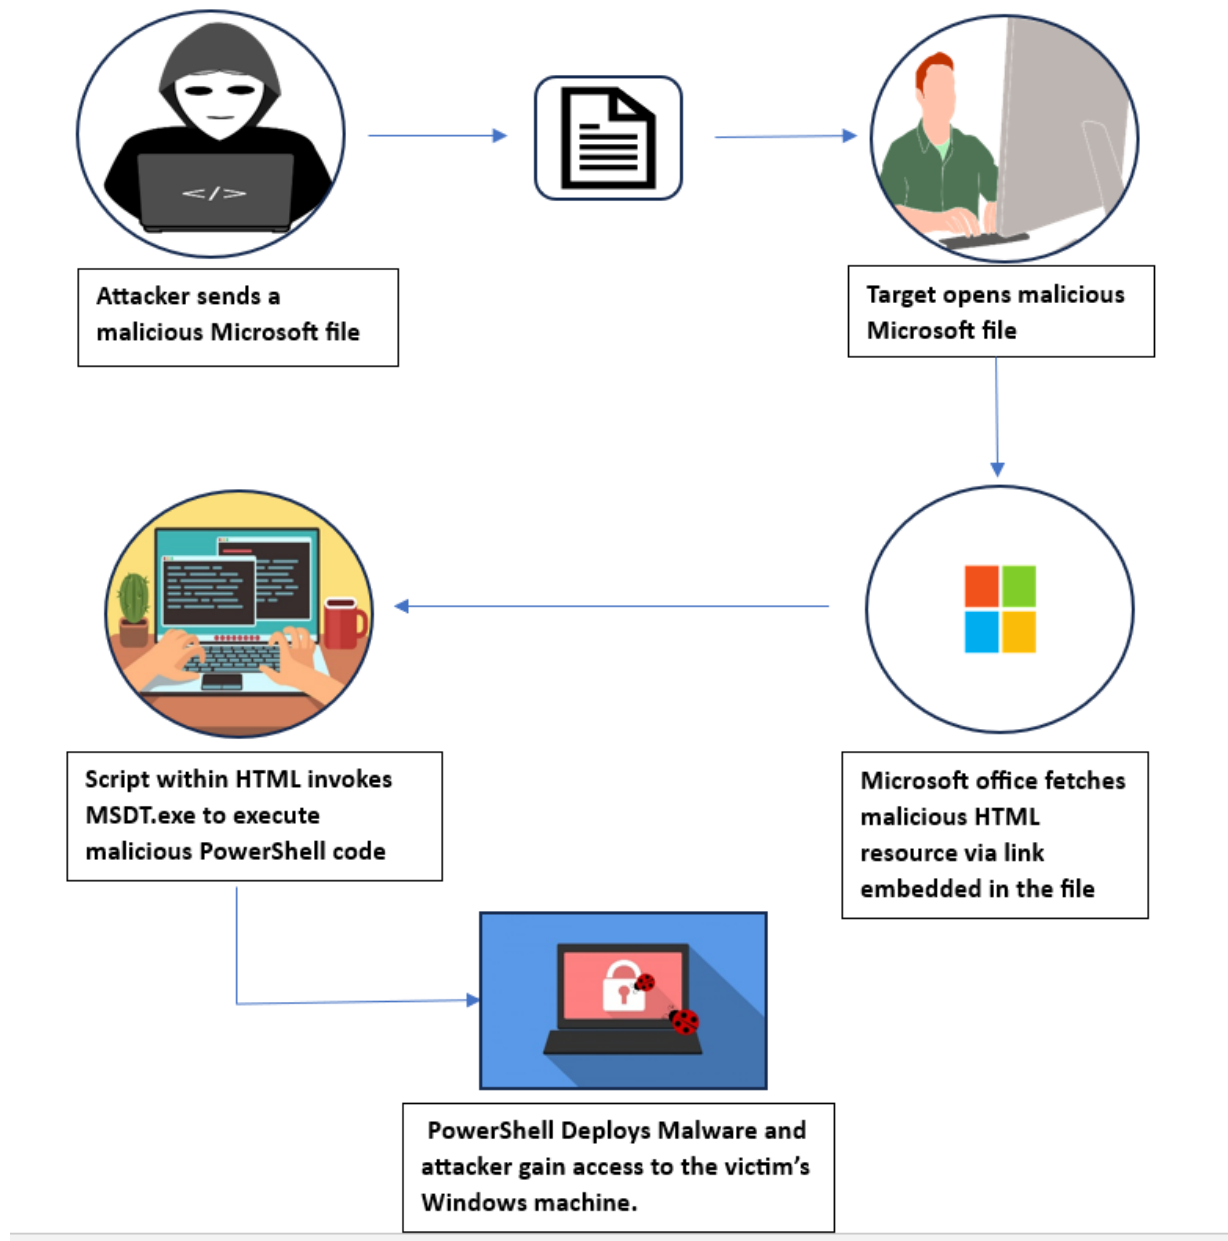 </>
Attacker sends a
malicious Microsoft file
Target opens malicious
Microsoft file
Script within HTML invokes
MSDT.exe to execute
malicious PowerShell code
Microsoft office fetches
malicious HTML
resource via link
embedded in the file
PowerShell Deploys Malware and
attacker gain access to the victim’s
Windows machine.